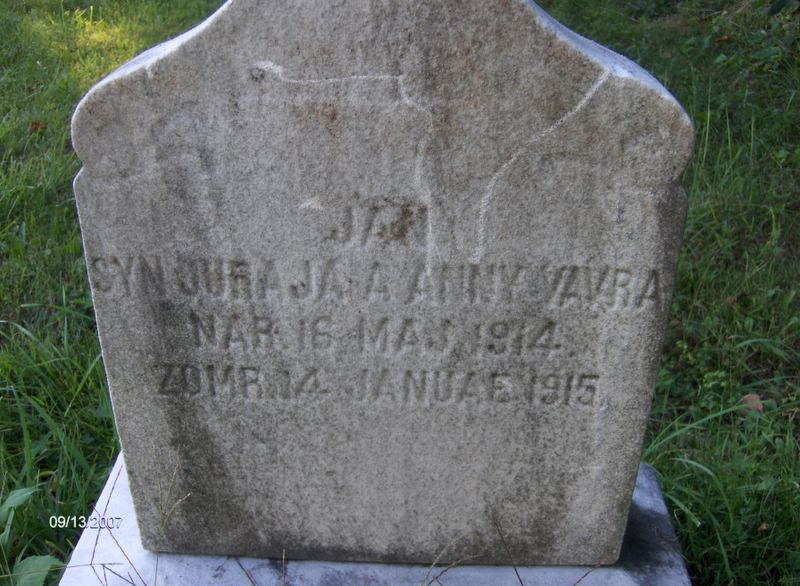 JAN
SYN JURAJA A ANNY VAVRA
NAR. 16 MAJ. 1914.
ZOMR. 14 JANUAE 1915.
09/13/2007